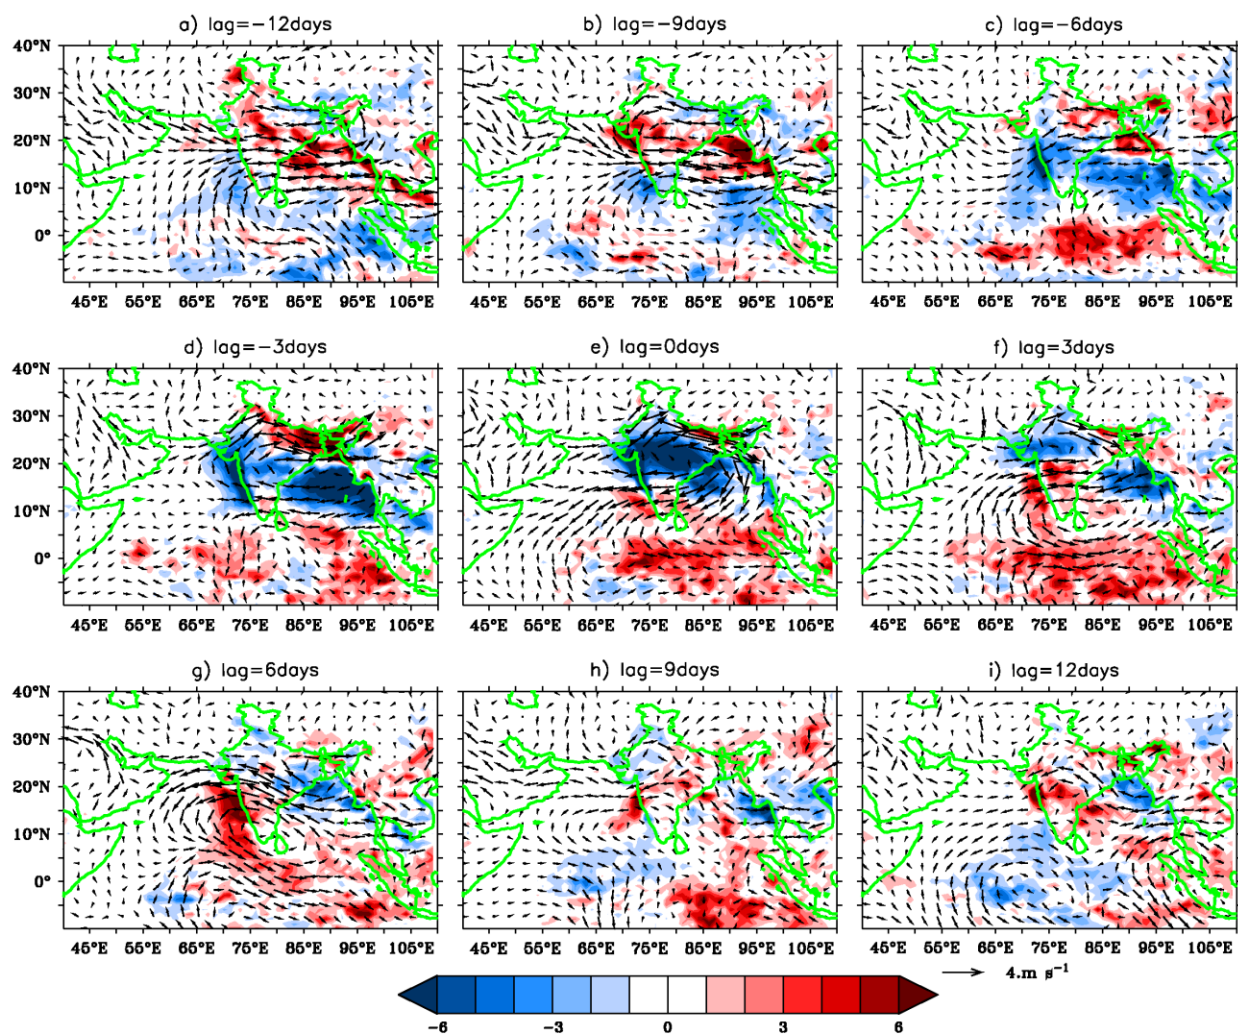 a) lag=−12days
b) lag=−9days
c) lag=−6days
40°N
30°N
20°N
10°N
0°
45°E 55°E 65°E 75°E 85°E 95°E 105°E
45°E 55°E 65°E 75°E 85°E 95°E 105°E
45°E 55°E 65°E 75°E 85°E 95°E 105°E
d) lag=−3days
e) lag=0days
f) lag=3days
40°N
30°N
20°N
10°N
0°
45°E 55°E 65°E 75°E 85°E 95°E 105°E
45°E 55°E 65°E 75°E 85°E 95°E 105°E
45°E 55°E 65°E 75°E 85°E 95°E 105°E
g) lag=6days
h) lag=9days
i) lag=12days
40°N
30°N
20°N
10°N
0°
45°E 55°E 65°E 75°E 85°E 95°E 105°E
45°E 55°E 65°E 75°E 85°E 95°E 105°E
45°E 55°E 65°E 75°E 85°E 95°E 105°E
4.m s⁻¹
−6 −3 0 3 6